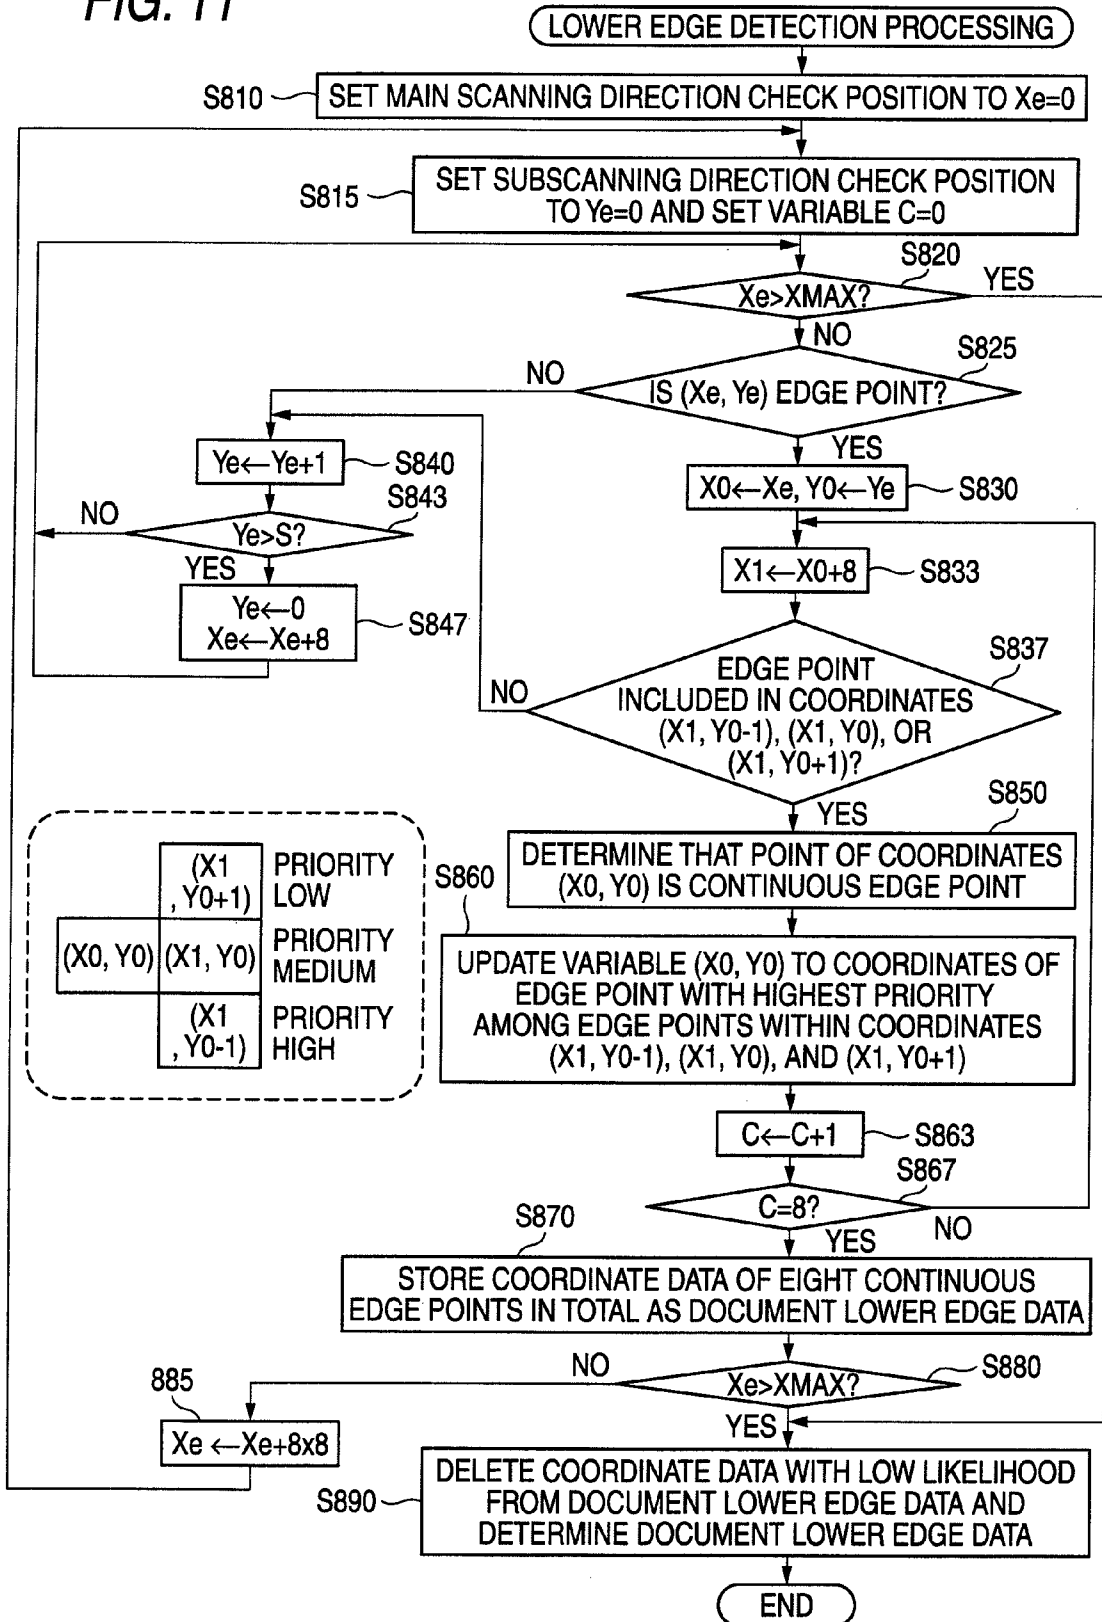 FIG. 11
LOWER EDGE DETECTION PROCESSING
S810
SET MAIN SCANNING DIRECTION CHECK POSITION TO Xe=0
S815
SET SUBSCANNING DIRECTION CHECK POSITION
TO Ye=0 AND SET VARIABLE C=0
S820
Xe>XMAX?
YES
NO
S825
IS (Xe, Ye) EDGE POINT?
NO
YES
Ye←Ye+1
S840
X0←Xe, Y0←Ye
S830
S843
Ye>S?
NO
YES
X1←X0+8
S833
Ye←0
Xe←Xe+8
S847
S837
EDGE POINT
INCLUDED IN COORDINATES
(X1, Y0-1), (X1, Y0), OR
(X1, Y0+1)?
NO
YES
S850
DETERMINE THAT POINT OF COORDINATES
(X0, Y0) IS CONTINUOUS EDGE POINT
(X1
, Y0+1)
PRIORITY
LOW
(X0, Y0)
(X1, Y0)
PRIORITY
MEDIUM
(X1
, Y0-1)
PRIORITY
HIGH
S860
UPDATE VARIABLE (X0, Y0) TO COORDINATES OF
EDGE POINT WITH HIGHEST PRIORITY
AMONG EDGE POINTS WITHIN COORDINATES
(X1, Y0-1), (X1, Y0), AND (X1, Y0+1)
C←C+1
S863
S867
C=8?
NO
YES
S870
STORE COORDINATE DATA OF EIGHT CONTINUOUS
EDGE POINTS IN TOTAL AS DOCUMENT LOWER EDGE DATA
S880
Xe>XMAX?
NO
YES
885
Xe ←Xe+8x8
S890
DELETE COORDINATE DATA WITH LOW LIKELIHOOD
FROM DOCUMENT LOWER EDGE DATA AND
DETERMINE DOCUMENT LOWER EDGE DATA
END